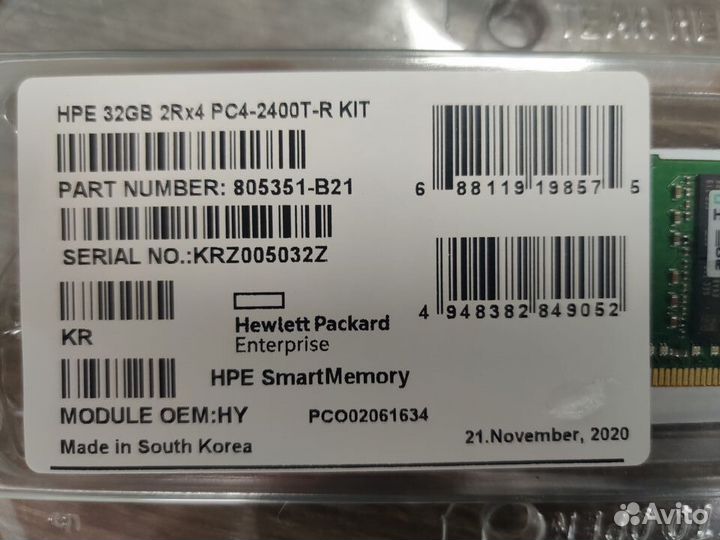 TEAR HE
HPE 32GB 2Rx4 PC4-2400T-R KIT
PART NUMBER: 805351-B21
6 88119 19857 5
SERIAL NO.:KRZ005032Z
4 948382 849052
KR
Hewlett Packard
Enterprise
HPE SmartMemory
MODULE OEM:HY
PCO02061634
Made in South Korea
21.November, 2020
Avito